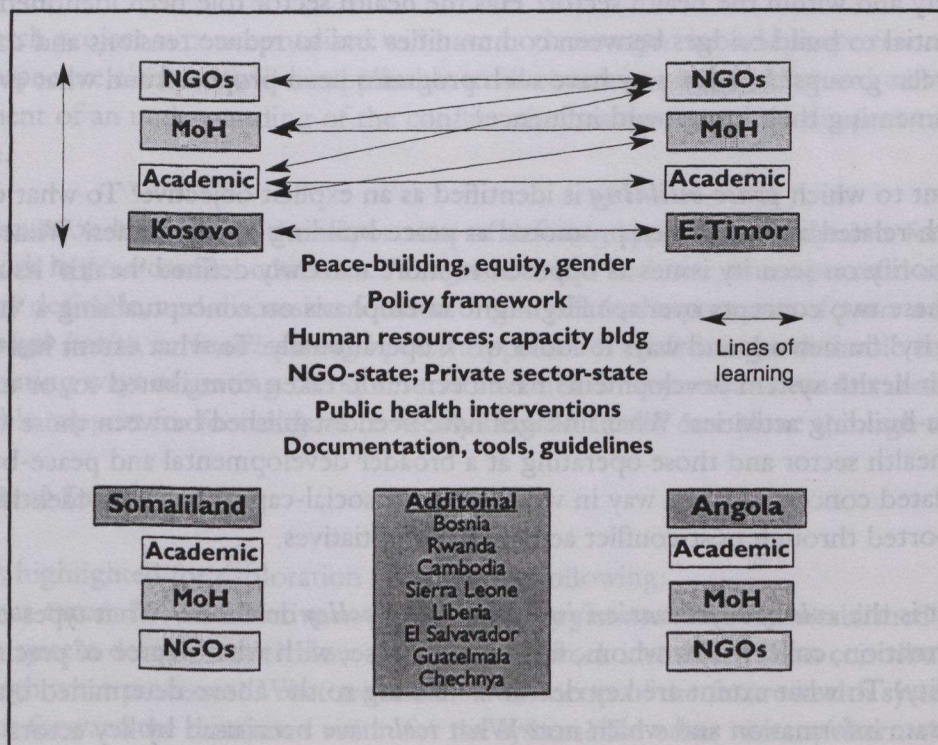 NGOs NGOs
MoH MoH
Academic Academic
Kosovo E. Timor
Peace-building, equity, gender
Policy framework
Human resources; capacity bldg
NGO-state; Private sector-state
Public health interventions
Documentation, tools, guidelines
Lines of
learning
Somaliland
Academic
MoH
NGOs
Additoinal
Bosnia
Rwanda
Cambodia
Sierra Leone
Liberia
El Salvavador
Guatelmala
Chechnya
Angola
Academic
MoH
NGOs